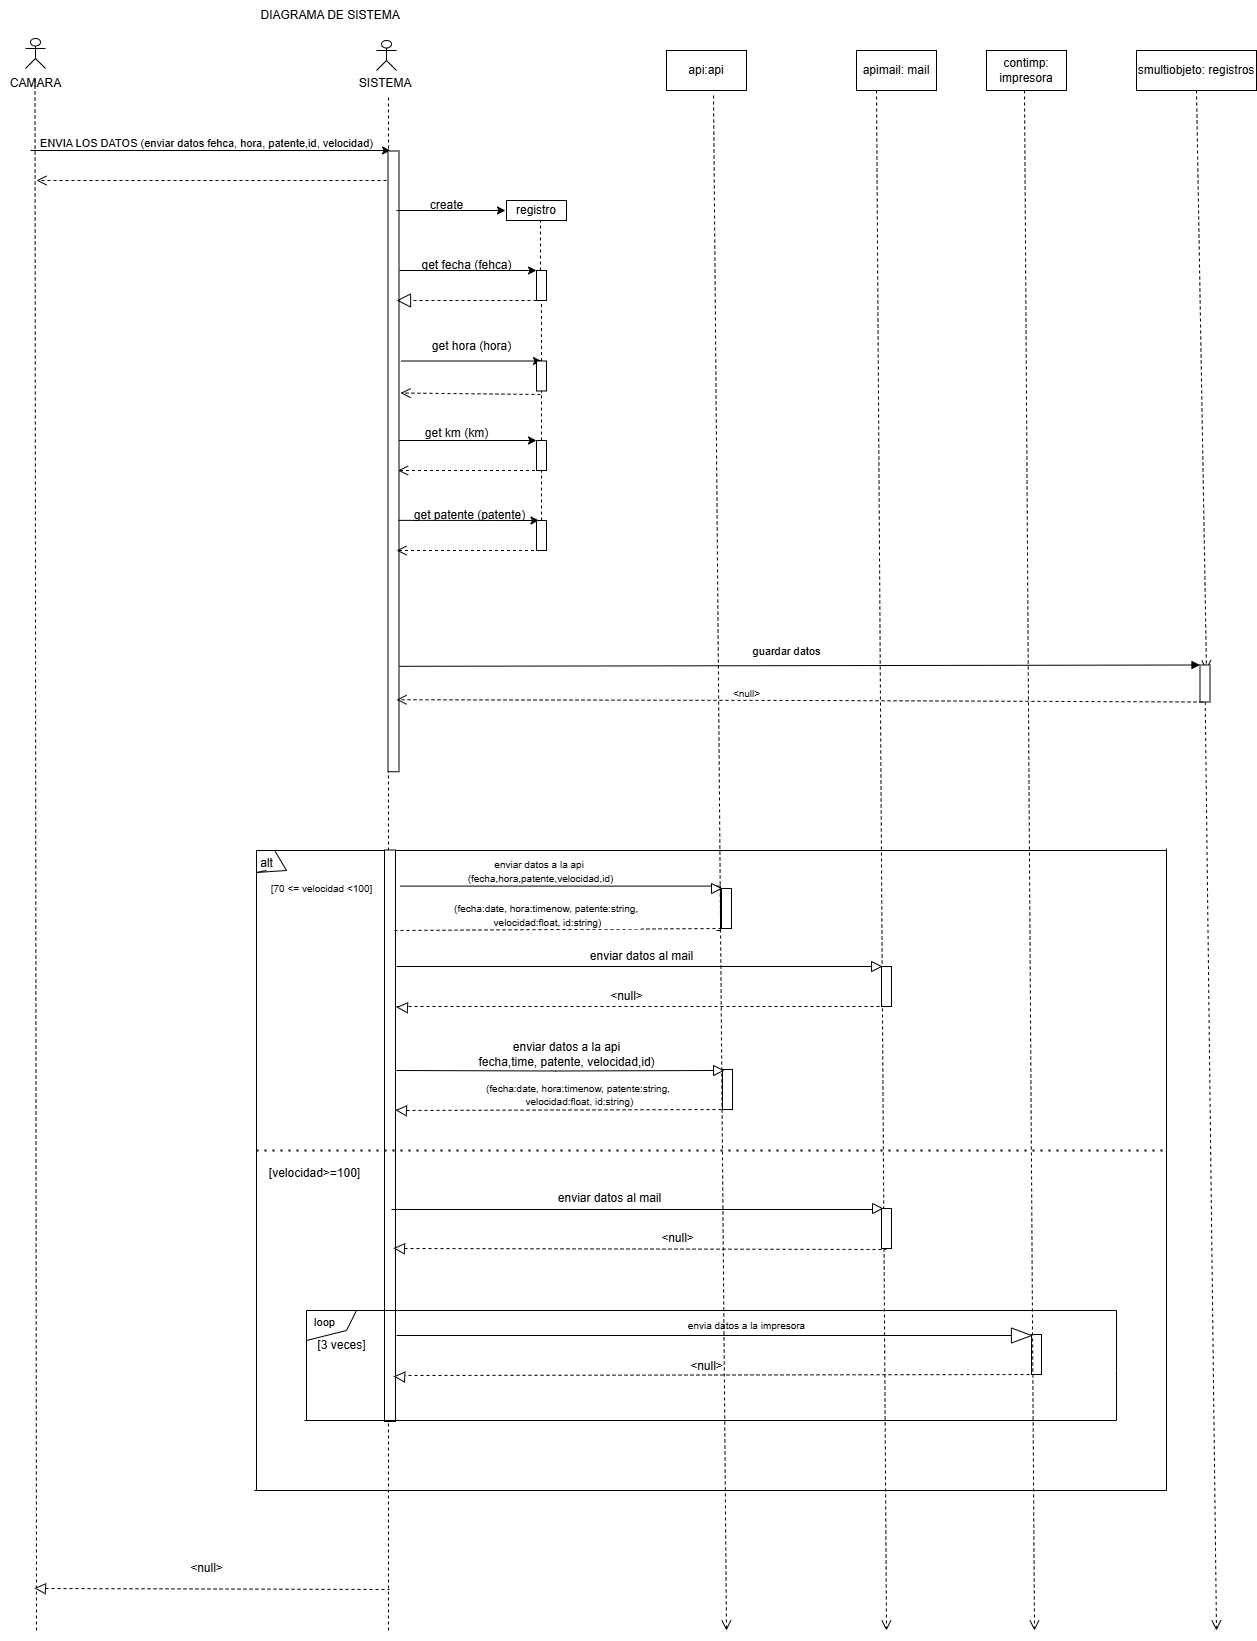 DIAGRAMA DE SISTEMA
CAMARA
SISTEMA
api:api
apimail: mail
contimp:
impresora
smultiobjeto: registros
ENVIA LOS DATOS (enviar datos fehca, hora, patente,id, velocidad)
create
registro
get fecha (fehca)
get hora (hora)
get km (km)
get patente (patente)
guardar datos
<null>
alt
[70 <= velocidad <100]
enviar datos a la api
(fecha,hora,patente,velocidad,id)
(fecha:date, hora:timenow, patente:string,
velocidad:float, id:string)
enviar datos al mail
<null>
enviar datos a la api
fecha,time, patente, velocidad,id)
(fecha:date, hora:timenow, patente:string,
velocidad:float, id:string)
[velocidad>=100]
enviar datos al mail
<null>
loop
[3 veces]
envia datos a la impresora
<null>
<null>